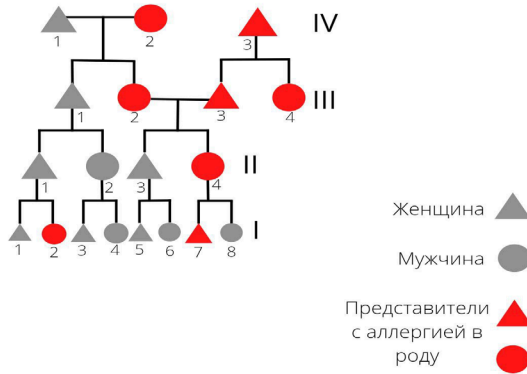 IV
1 2 3
III
1 2 3 4
II
1 2 3 4
I
1 2 3 4 5 6 7 8
Женщина
Мужчина
Представители
с аллергией в
роду